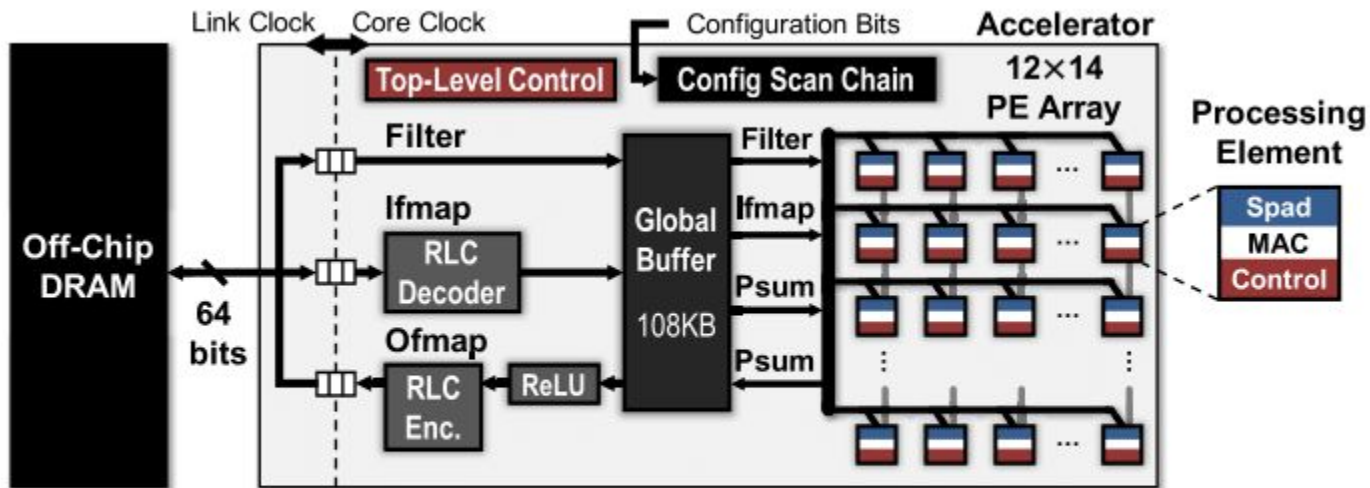 Link Clock
Core Clock
Configuration Bits
Accelerator
Top-Level Control
Config Scan Chain
12×14
PE Array
Processing
Element
Off-Chip
DRAM
64
bits
Filter
Ifmap
RLC
Decoder
Ofmap
RLC
Enc.
ReLU
Global
Buffer
108KB
Filter
Ifmap
Psum
Psum
...
...
...
...
...
...
Spad
MAC
Control